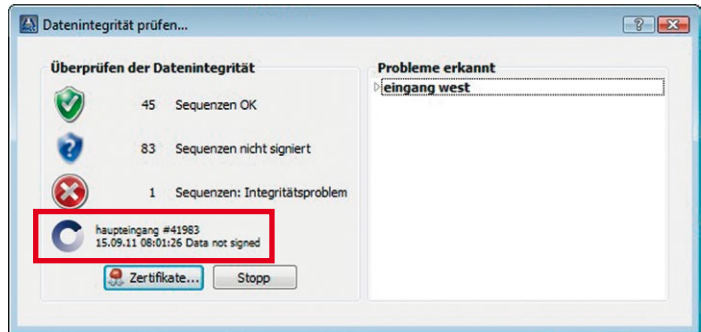 Datenintegrität prüfen...
Überprüfen der Datenintegrität
45 Sequenzen OK
83 Sequenzen nicht signiert
1 Sequenzen: Integritätsproblem
haupteingang #41983
15.09.11 08:01:26 Data not signed
Zertifikate... Stopp
Probleme erkannt
eingang west